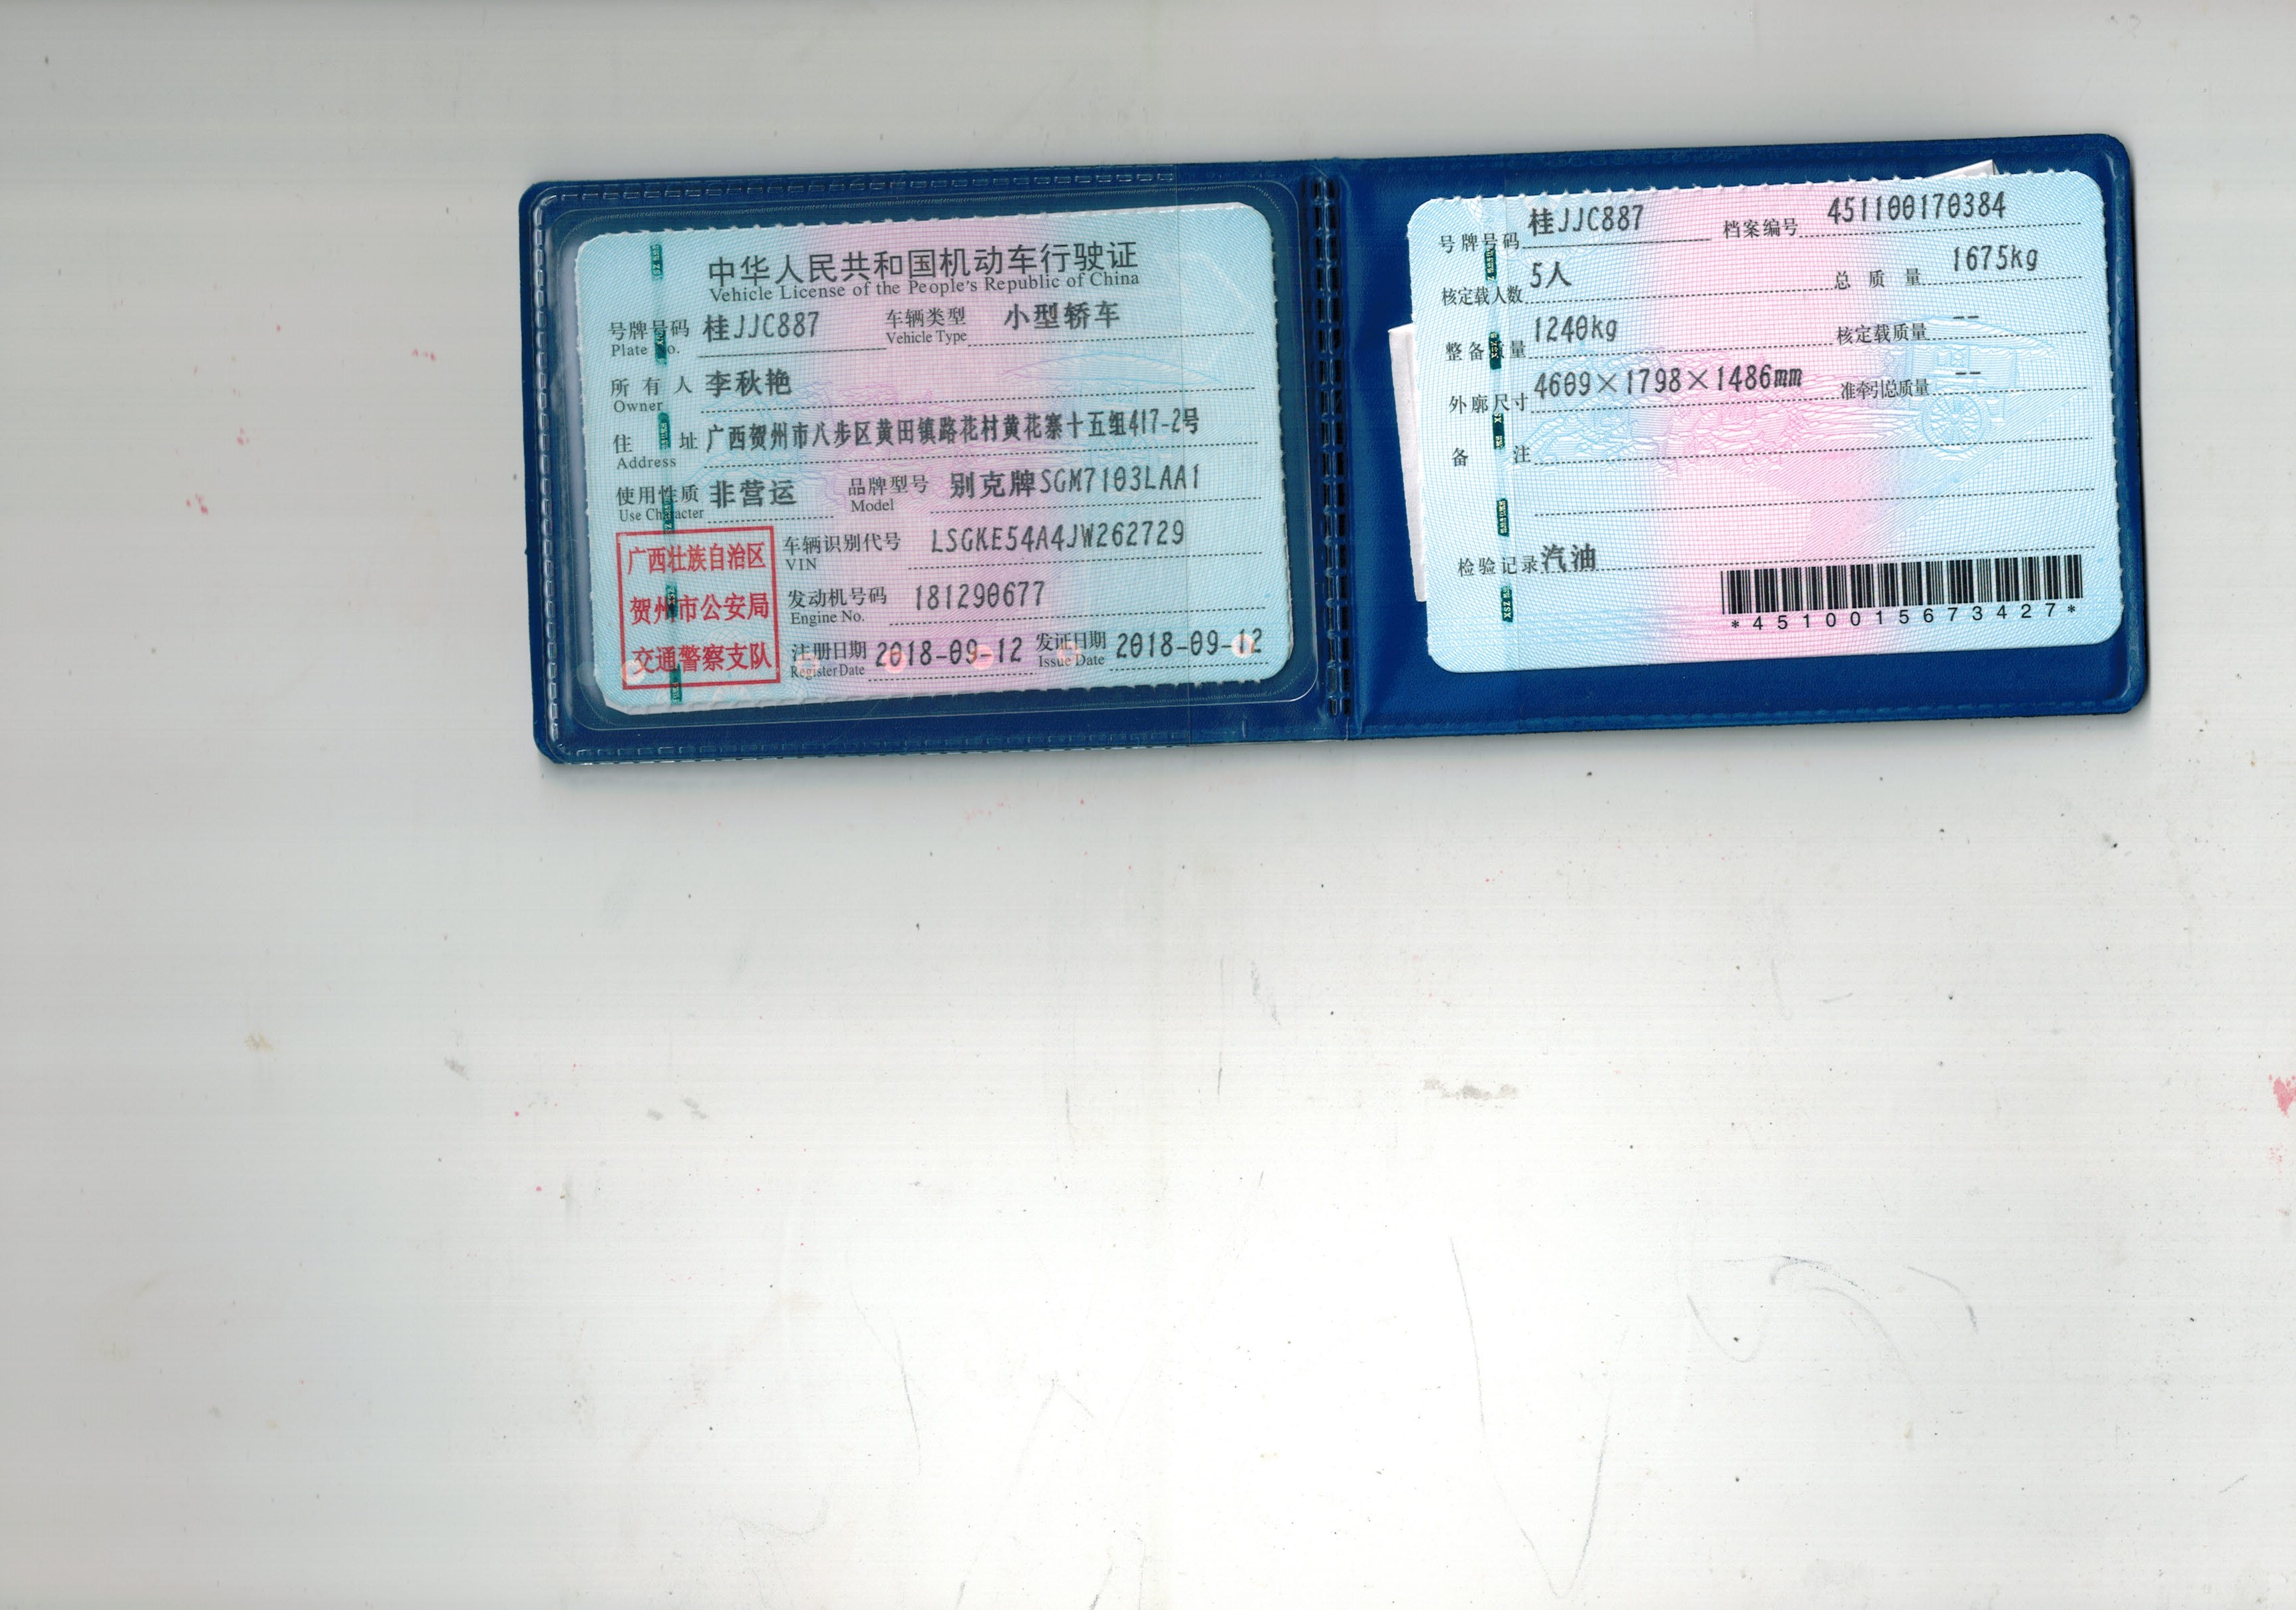 中华人民共和国机动车行驶证
Vehicle License of the People's Republic of China
号牌号码 桂JJC887 车辆类型 小型轿车
Plate No. Vehicle Type
所有人 李秋艳
Owner
住址 广西贺州市八步区黄田镇路花村黄花寨十五组417-2号
Address
使用性质 非营运 品牌型号 别克牌SGM7103LAA1
Use Character Model
广西壮族自治区
贺州市公安局
交通警察支队
车辆识别代号 LSGKE54A4JW262729
VIN
发动机号码 181290677
Engine No.
注册日期 2018-09-12 发证日期 2018-09-12
Register Date Issue Date
号牌号码 桂JJC887 档案编号 451100170384
核定载人数 5人 总质量 1675kg
整备质量 1240kg 核定载质量 --
外廓尺寸 4609×1798×1486mm 准牵引总质量 --
备注
检验记录 汽油
*4510015673427*